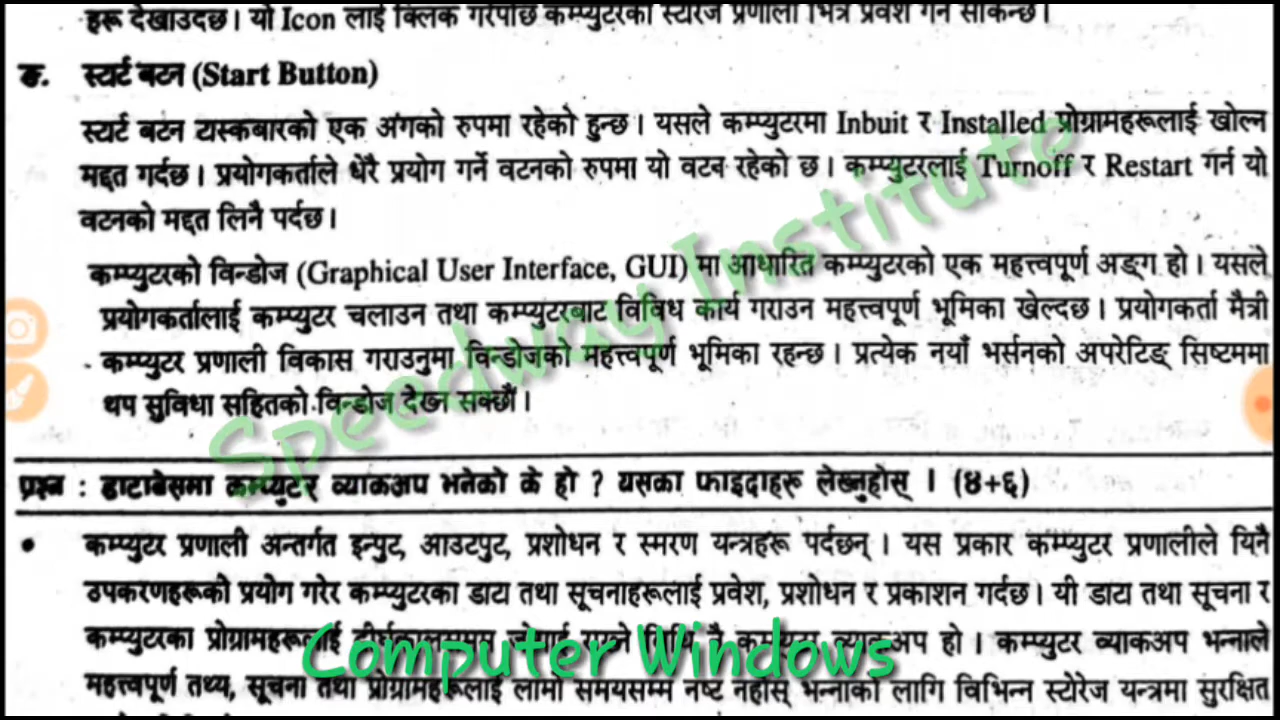 हरू देखाउदछ। यो Icon लाई क्लिक गरेपछि कम्प्युटरको स्टोरेज प्रणाली भित्र प्रवेश गर्न सकिन्छ।
ङ. स्टार्ट बटन (Start Button)
स्टार्ट बटन टास्कबारको एक अंगको रुपमा रहेको हुन्छ। यसले कम्प्युटरमा Inbuit र Installed प्रोग्रामहरूलाई खोल्न
मद्दत गर्दछ। प्रयोगकर्ताले धेरै प्रयोग गर्ने वटनको रुपमा यो वटब रहेको छ। कम्प्युटरलाई Turnoff र Restart गर्न यो
वटनको मद्दत लिनै पर्दछ।
कम्प्युटरको विन्डोज (Graphical User Interface, GUI) मा आधारित कम्प्युटरको एक महत्त्वपूर्ण अङ्ग हो। यसले
प्रयोगकर्तालाई कम्प्युटर चलाउन तथा कम्प्युटरबाट विविध कार्य गराउन महत्त्वपूर्ण भूमिका खेल्दछ। प्रयोगकर्ता मैत्री
कम्प्युटर प्रणाली विकास गराउनुमा विन्डोजको महत्त्वपूर्ण भूमिका रहन्छ। प्रत्येक नयाँ भर्सनको अपरेटिङ् सिष्टममा
थप सुविधा सहितको विन्डोज देख्न सक्छौं।
Speedway Institute
प्रश्न : डाटाबेसमा कम्प्युटर व्याकअप भनेको के हो ? यसका फाइदाहरू लेख्नुहोस् । (४+६)
• कम्प्युटर प्रणाली अन्तर्गत इन्पुट, आउटपुट, प्रशोधन र स्मरण यन्त्रहरू पर्दछन्। यस प्रकार कम्प्युटर प्रणालीले यिनै
उपकरणहरूको प्रयोग गरेर कम्प्युटरका डाटा तथा सूचनाहरूलाई प्रवेश, प्रशोधन र प्रकाशन गर्दछ। यी डाटा तथा सूचना र
कम्प्युटरका प्रोग्रामहरूलाई व्याकअप हो । कम्प्युटर व्याकअप भन्नाले
Computer Windows
महत्त्वपूर्ण तथ्य, सूचना तथा प्रोग्रामहरूलाई लामो समयसम्म नष्ट नहोस् भन्नाको लागि विभिन्न स्टोरेज यन्त्रमा सुरक्षित